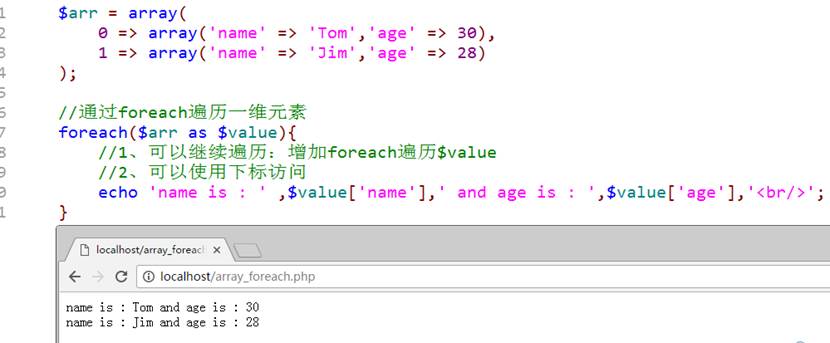 1 $arr = array(
2 0 => array('name' => 'Tom','age' => 30),
3 1 => array('name' => 'Jim','age' => 28)
4 );
5
6 //通过foreach遍历一维元素
7 foreach($arr as $value){
8 //1、可以继续遍历：增加foreach遍历$value
9 //2、可以使用下标访问
0 echo 'name is : ' ,$value['name'],' and age is : ',$value['age'],'<br/>';
1 }
localhost/array_foreach
localhost/array_foreach.php
name is : Tom and age is : 30
name is : Jim and age is : 28